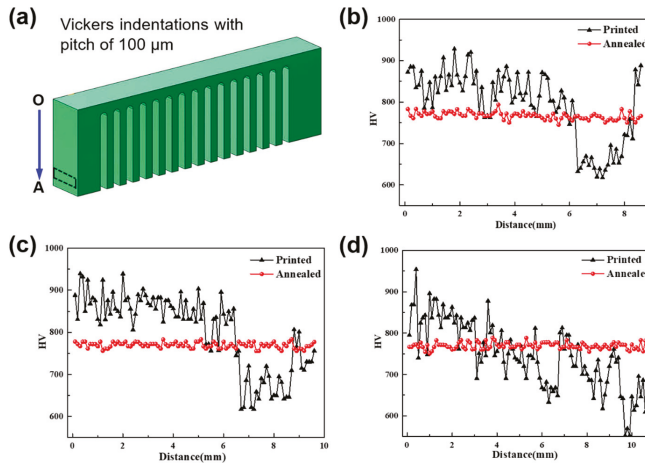 (a)
Vickers indentations with
pitch of 100 μm
O
A
(b)
1000
900
800
700
600
HV
0
2
4
6
8
Distance(mm)
Printed
Annealed
(c)
1000
900
800
700
600
HV
0
2
4
6
8
10
Distance(mm)
Printed
Annealed
(d)
1000
900
800
700
600
HV
0
2
4
6
8
10
Distance(mm)
Printed
Annealed